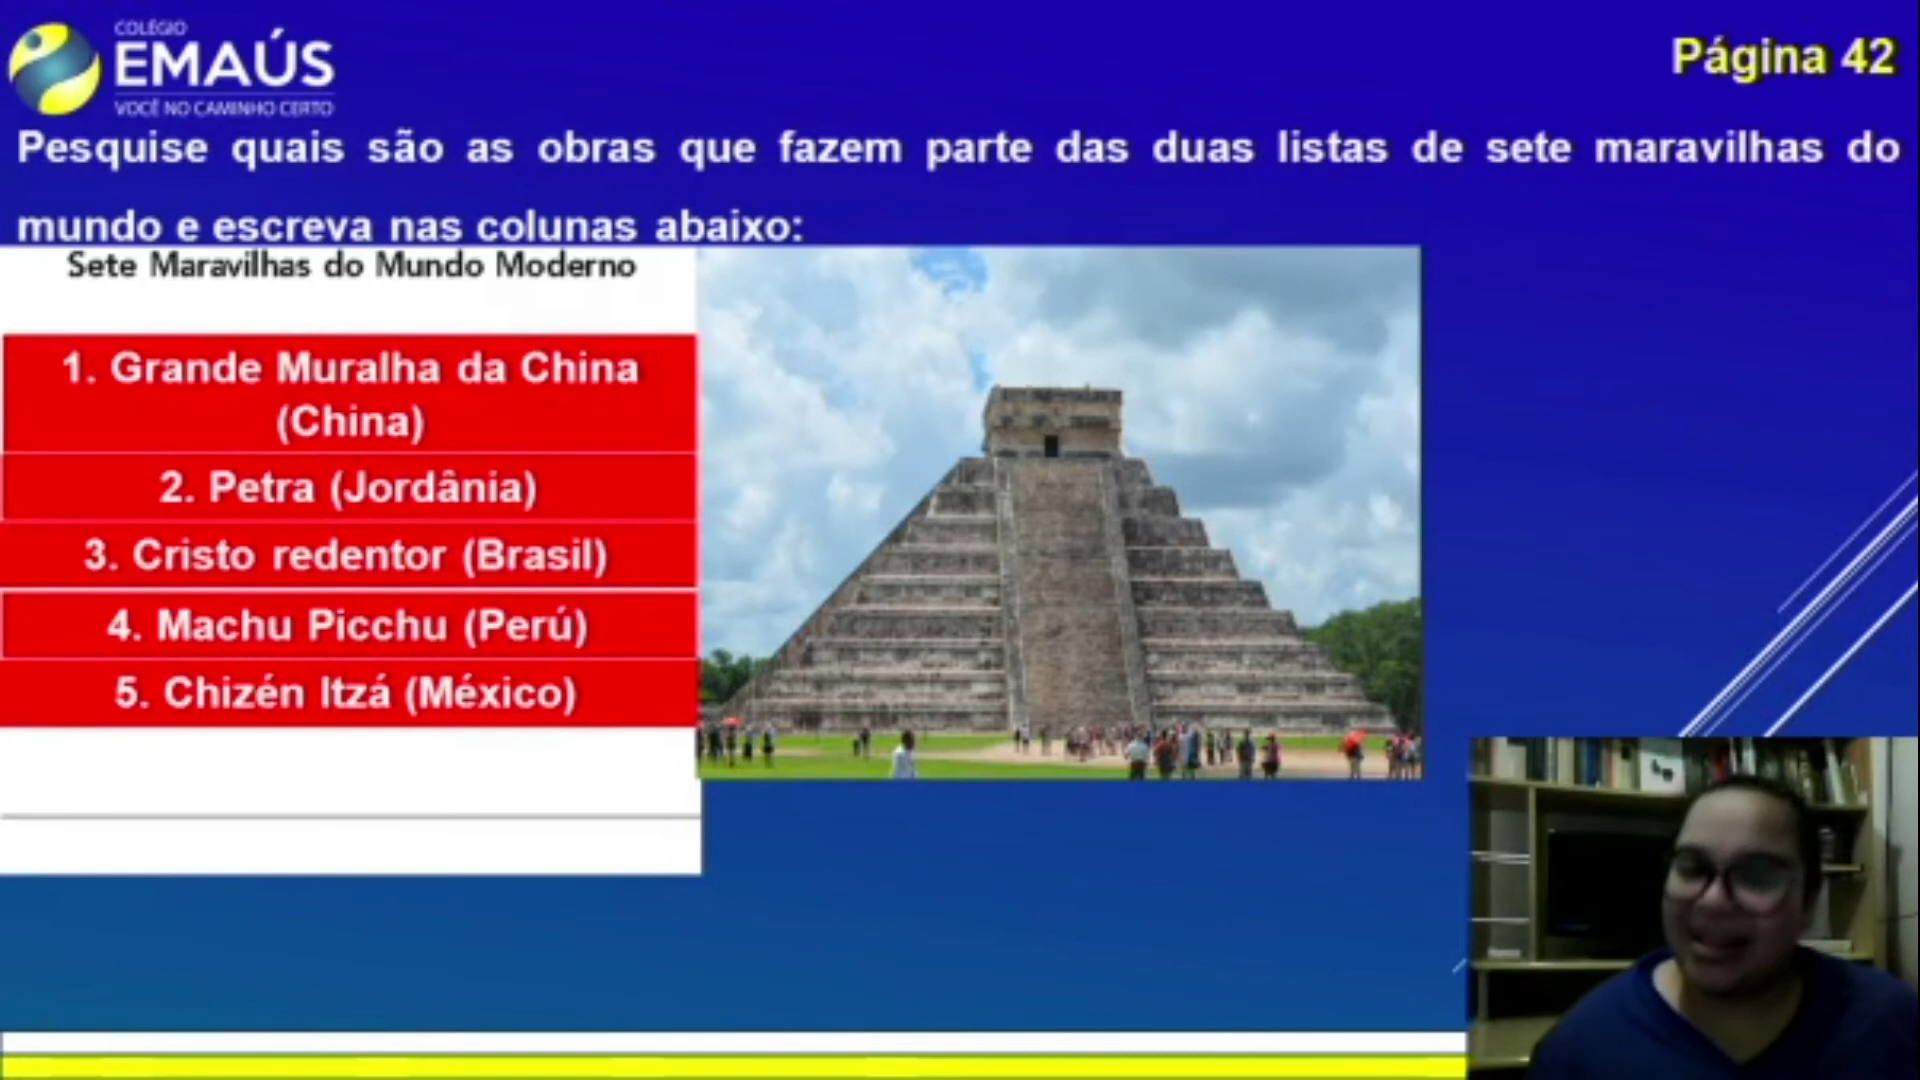 COLÉGIO
EMAÚS
VOCÊ NO CAMINHO CERTO
Página 42
Pesquise quais são as obras que fazem parte das duas listas de sete maravilhas do
mundo e escreva nas colunas abaixo:
Sete Maravilhas do Mundo Moderno
1. Grande Muralha da China
(China)
2. Petra (Jordânia)
3. Cristo redentor (Brasil)
4. Machu Picchu (Perú)
5. Chizén Itzá (México)